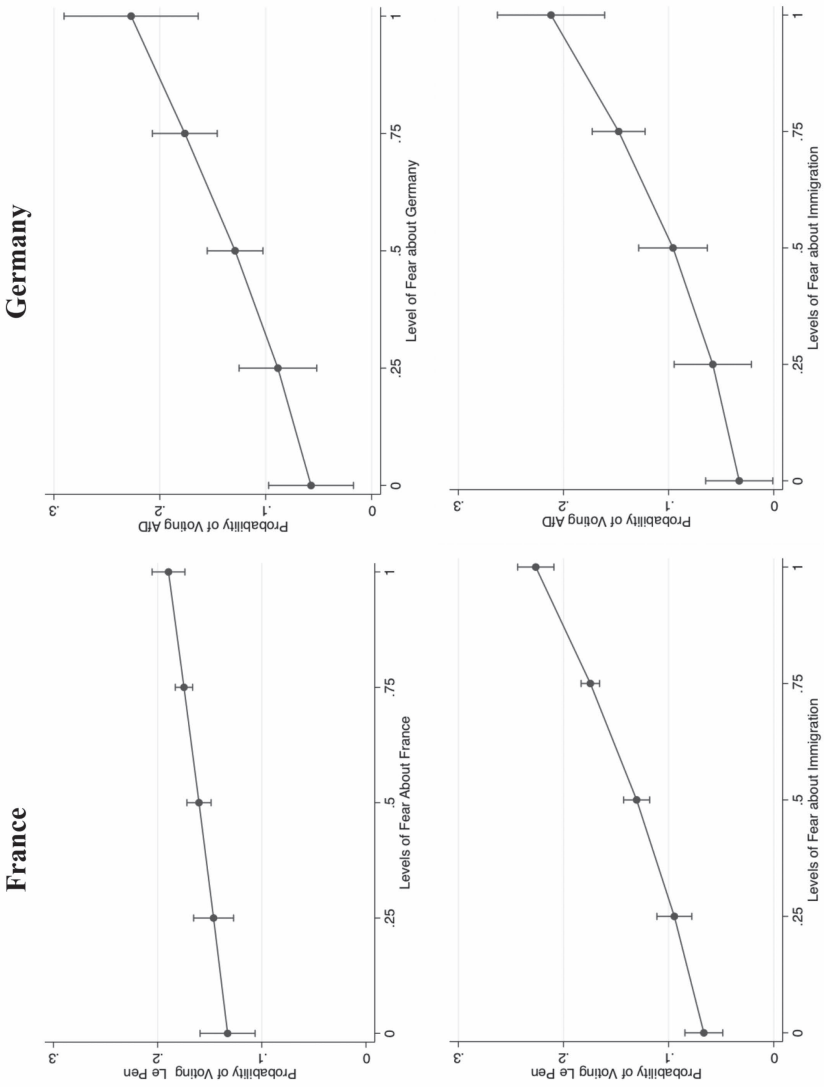 France
Germany
Probability of Voting Le Pen
.3
.2
.1
0
0 .25 .5 .75 1
Levels of Fear About France
Probability of Voting AfD
.3
.2
.1
0
0 .25 .5 .75 1
Level of Fear about Germany
Probability of Voting Le Pen
.3
.2
.1
0
0 .25 .5 .75 1
Levels of Fear about Immigration
Probability of Voting AfD
.3
.2
.1
0
0 .25 .5 .75 1
Levels of Fear about Immigration